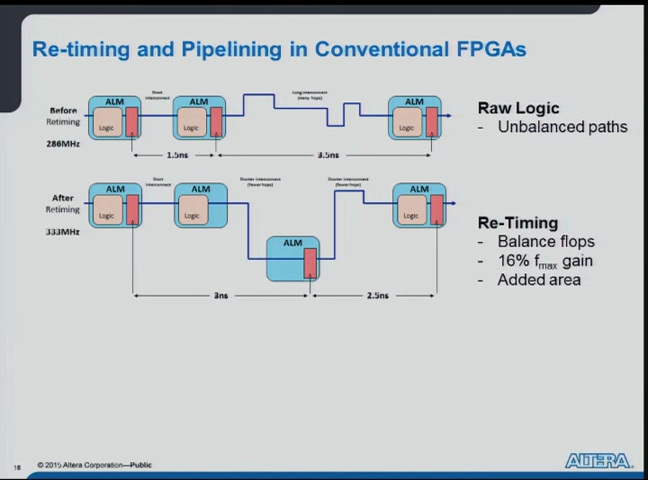 Re-timing and Pipelining in Conventional FPGAs
ALM
Short
interconnect
ALM
Long interconnect
(many hops)
ALM
Before
Retiming
Logic
Logic
Logic
286MHz
1.5ns
3.5ns
Raw Logic
- Unbalanced paths
ALM
Short
interconnect
ALM
Shorter interconnect
(fewer hops)
Shorter interconnect
(fewer hops)
ALM
After
Retiming
Logic
Logic
Logic
333MHz
ALM
3ns
2.5ns
Re-Timing
- Balance flops
- 16% fmax gain
- Added area
18
© 2015 Altera Corporation—Public
ALTERA